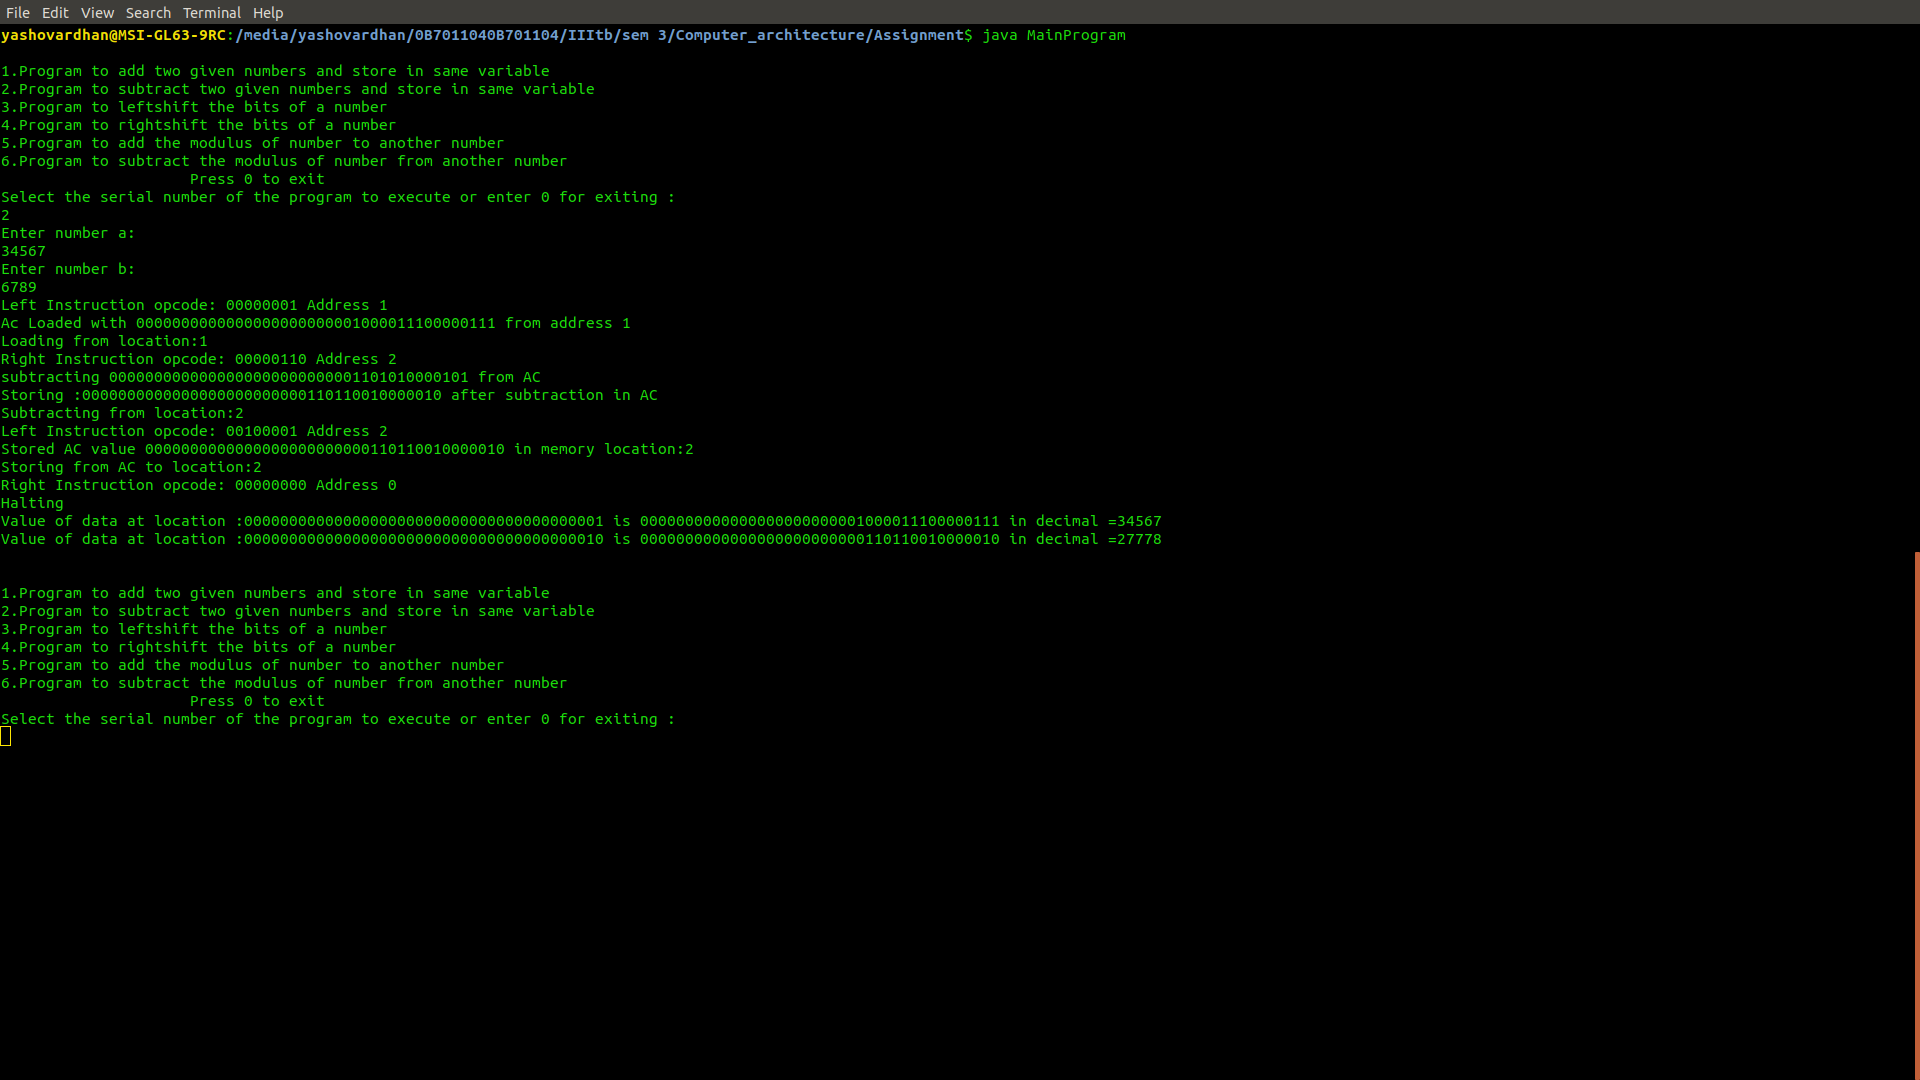 File Edit View Search Terminal Help
yashovardhan@MSI-GL63-9RC:/media/yashovardhan/0B7011040B701104/IIItb/sem 3/Computer_architecture/Assignment$ java MainProgram
1.Program to add two given numbers and store in same variable
2.Program to subtract two given numbers and store in same variable
3.Program to leftshift the bits of a number
4.Program to rightshift the bits of a number
5.Program to add the modulus of number to another number
6.Program to subtract the modulus of number from another number
Press 0 to exit
Select the serial number of the program to execute or enter 0 for exiting :
2
Enter number a:
34567
Enter number b:
6789
Left Instruction opcode: 00000001 Address 1
Ac Loaded with 0000000000000000000000001000011100000111 from address 1
Loading from location:1
Right Instruction opcode: 00000110 Address 2
subtracting 0000000000000000000000000001101010000101 from AC
Storing :0000000000000000000000000110110010000010 after subtraction in AC
Subtracting from location:2
Left Instruction opcode: 00100001 Address 2
Stored AC value 0000000000000000000000000110110010000010 in memory location:2
Storing from AC to location:2
Right Instruction opcode: 00000000 Address 0
Halting
Value of data at location :0000000000000000000000000000000000000001 is 0000000000000000000000001000011100000111 in decimal =34567
Value of data at location :0000000000000000000000000000000000000010 is 0000000000000000000000000110110010000010 in decimal =27778
1.Program to add two given numbers and store in same variable
2.Program to subtract two given numbers and store in same variable
3.Program to leftshift the bits of a number
4.Program to rightshift the bits of a number
5.Program to add the modulus of number to another number
6.Program to subtract the modulus of number from another number
Press 0 to exit
Select the serial number of the program to execute or enter 0 for exiting :